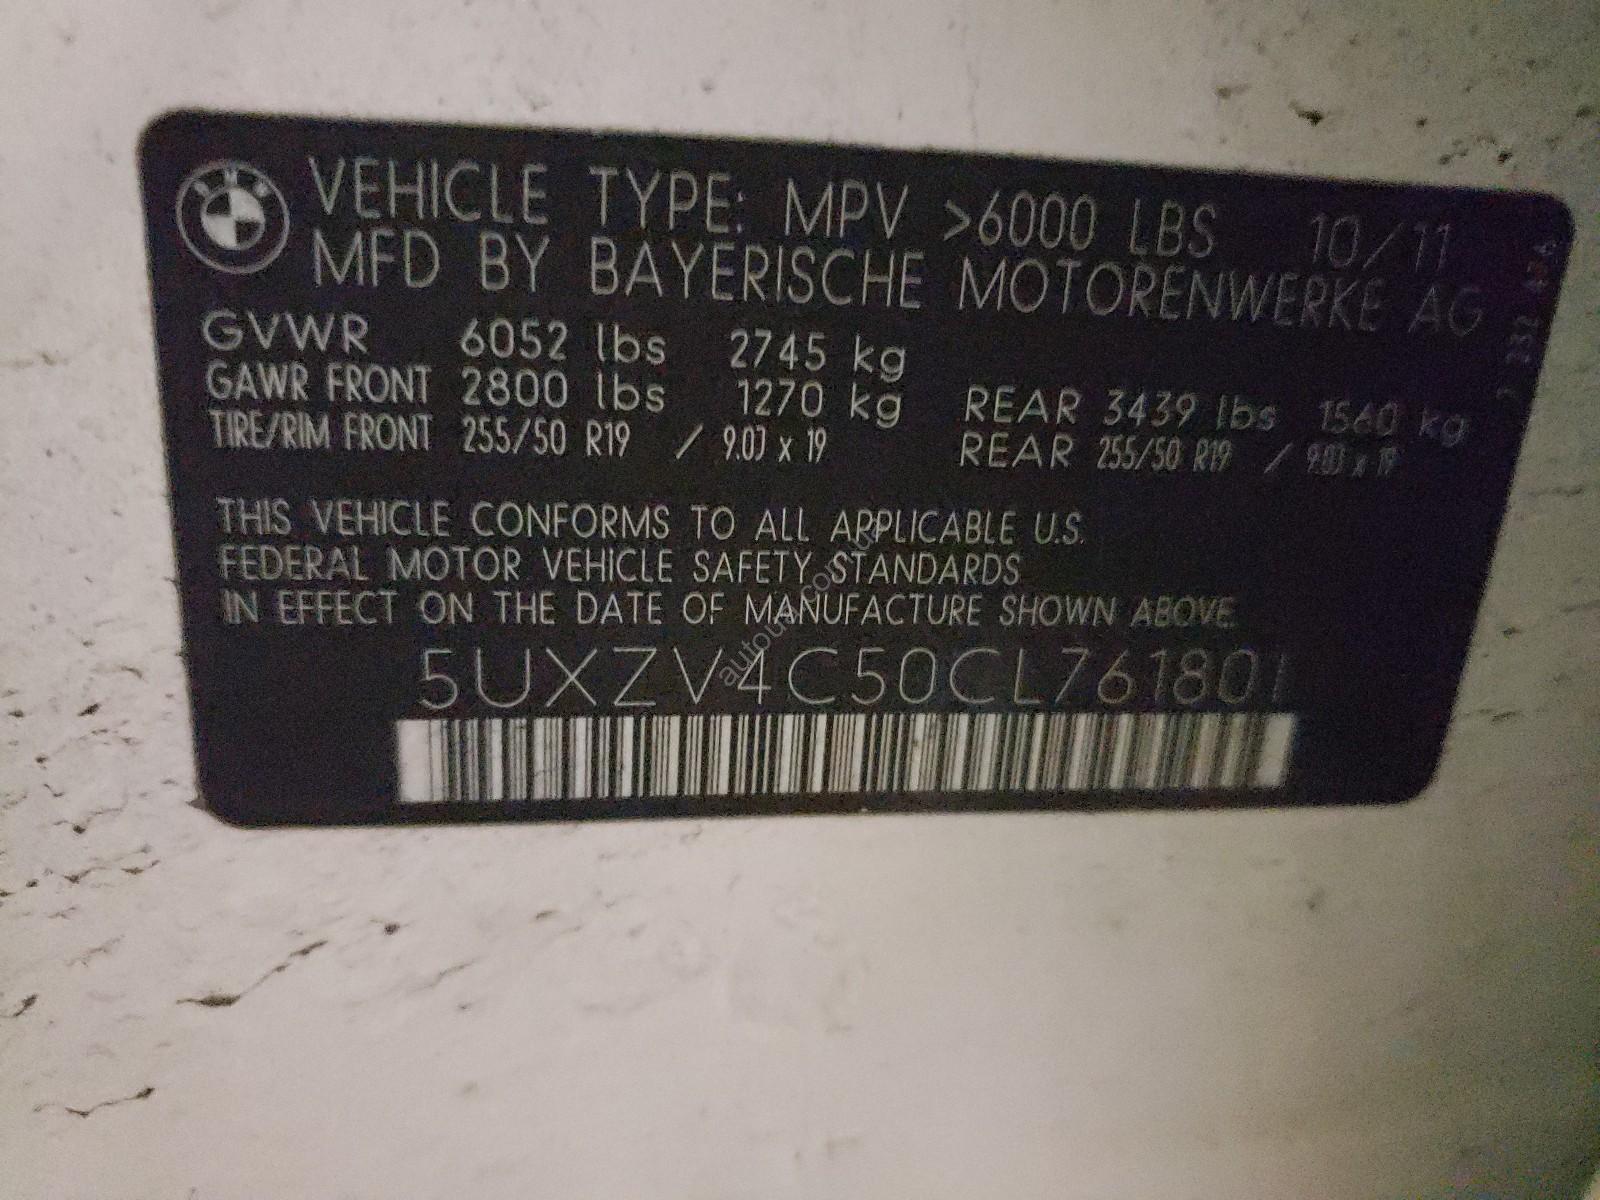 BMW
VEHICLE TYPE: MPV >6000 LBS 10/11
MFD BY BAYERISCHE MOTORENWERKE AG
GVWR 6052 lbs 2745 kg
GAWR FRONT 2800 lbs 1270 kg REAR 3439 lbs 1560 kg
TIRE/RIM FRONT 255/50 R19 / 9.0J x 19 REAR 255/50 R19 / 9.0J x 19
THIS VEHICLE CONFORMS TO ALL APPLICABLE U.S.
FEDERAL MOTOR VEHICLE SAFETY STANDARDS
IN EFFECT ON THE DATE OF MANUFACTURE SHOWN ABOVE.
5UXZV4C50CL761801